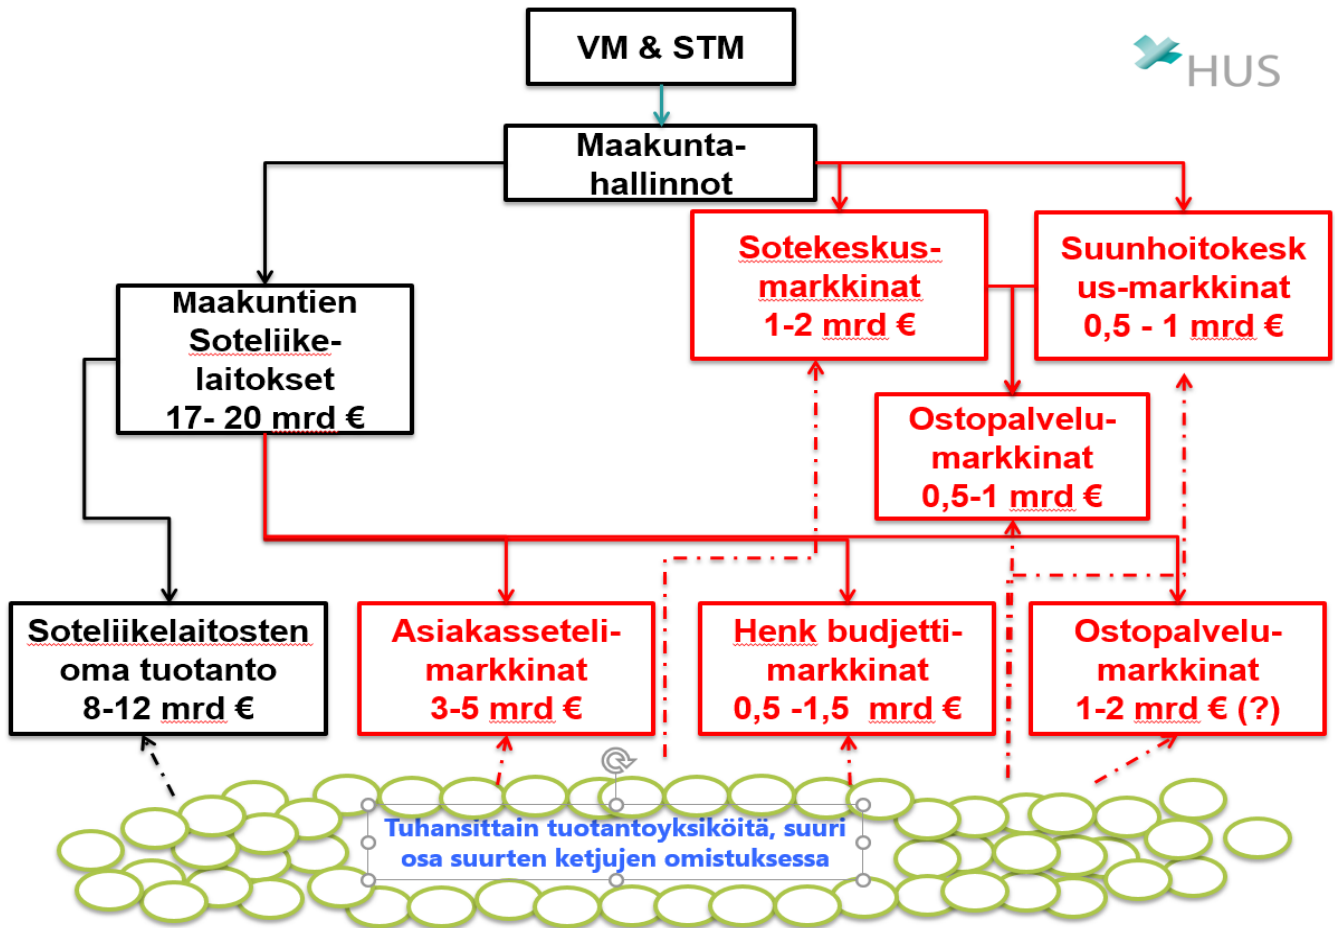 VM & STM
HUS
Maakunta-
hallinnot
Sotekeskus-
markkinat
1-2 mrd €
Suunhoitokesk
us-markkinat
0,5 - 1 mrd €
Maakuntien
Soteliike-
laitokset
17- 20 mrd €
Ostopalvelu-
markkinat
0,5-1 mrd €
Soteliikelaitosten
oma tuotanto
8-12 mrd €
Asiakasseteli-
markkinat
3-5 mrd €
Henk budjetti-
markkinat
0,5 -1,5 mrd €
Ostopalvelu-
markkinat
1-2 mrd € (?)
Tuhansittain tuotantoyksiköitä, suuri
osa suurten ketjujen omistuksessa